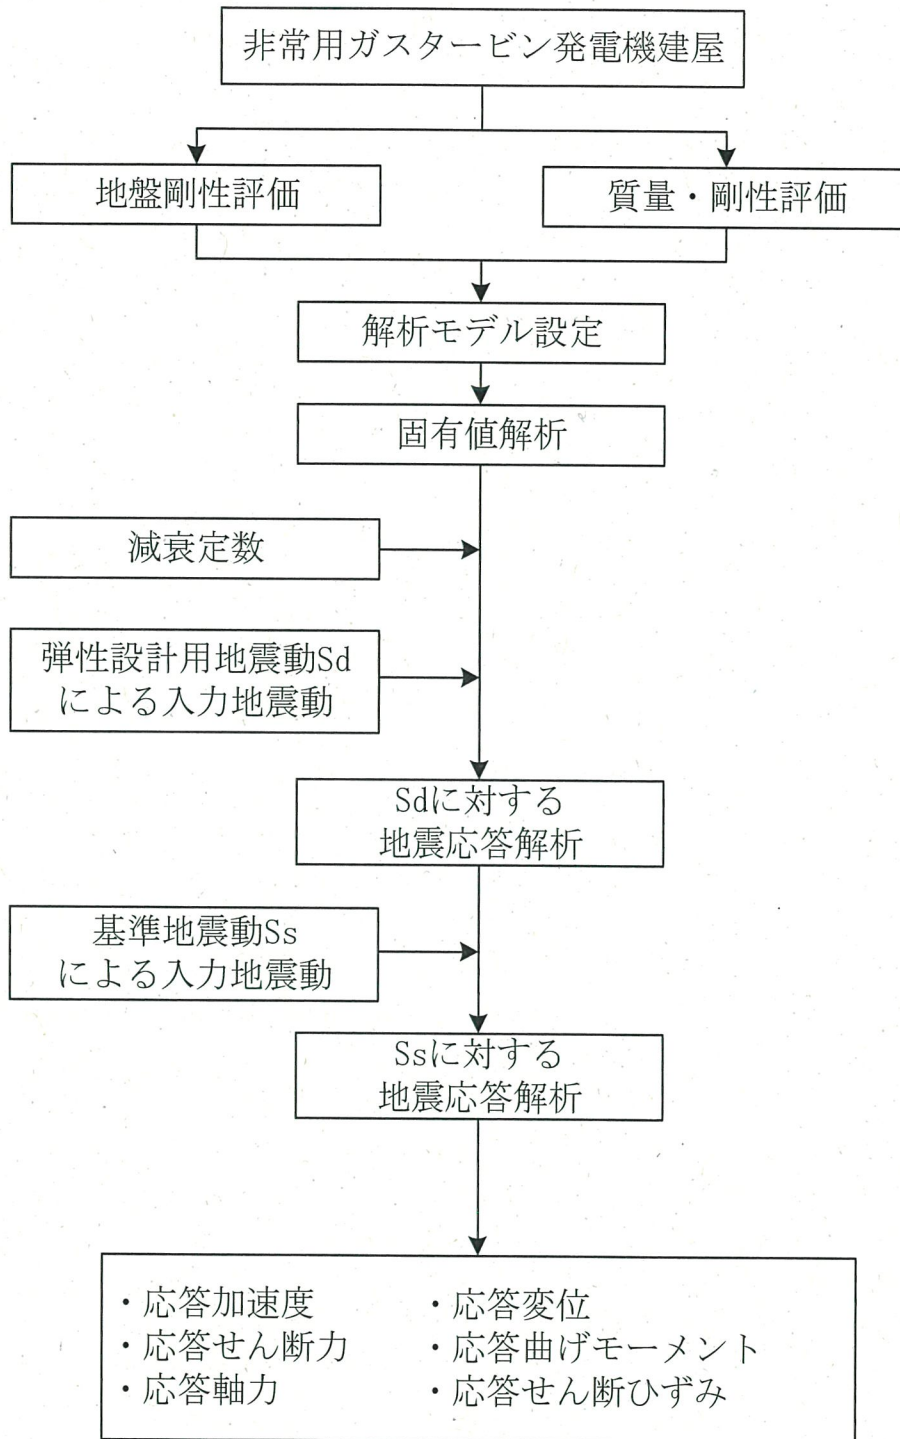 非常用ガスタービン発電機建屋
地盤剛性評価
質量・剛性評価
解析モデル設定
固有値解析
減衰定数
弾性設計用地震動Sd
による入力地震動
Sdに対する
地震応答解析
基準地震動Ss
による入力地震動
Ssに対する
地震応答解析
・応答加速度
・応答せん断力
・応答軸力
・応答変位
・応答曲げモーメント
・応答せん断ひずみ